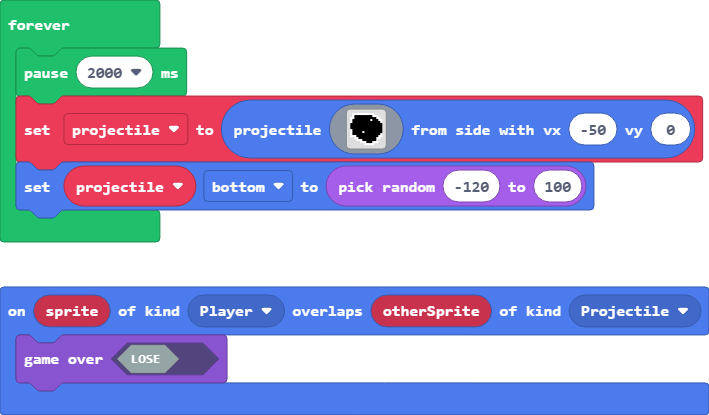 forever
pause 2000 ms
set projectile to projectile from side with vx -50 vy 0
set projectile bottom to pick random -120 to 100
on sprite of kind Player overlaps otherSprite of kind Projectile
game over LOSE